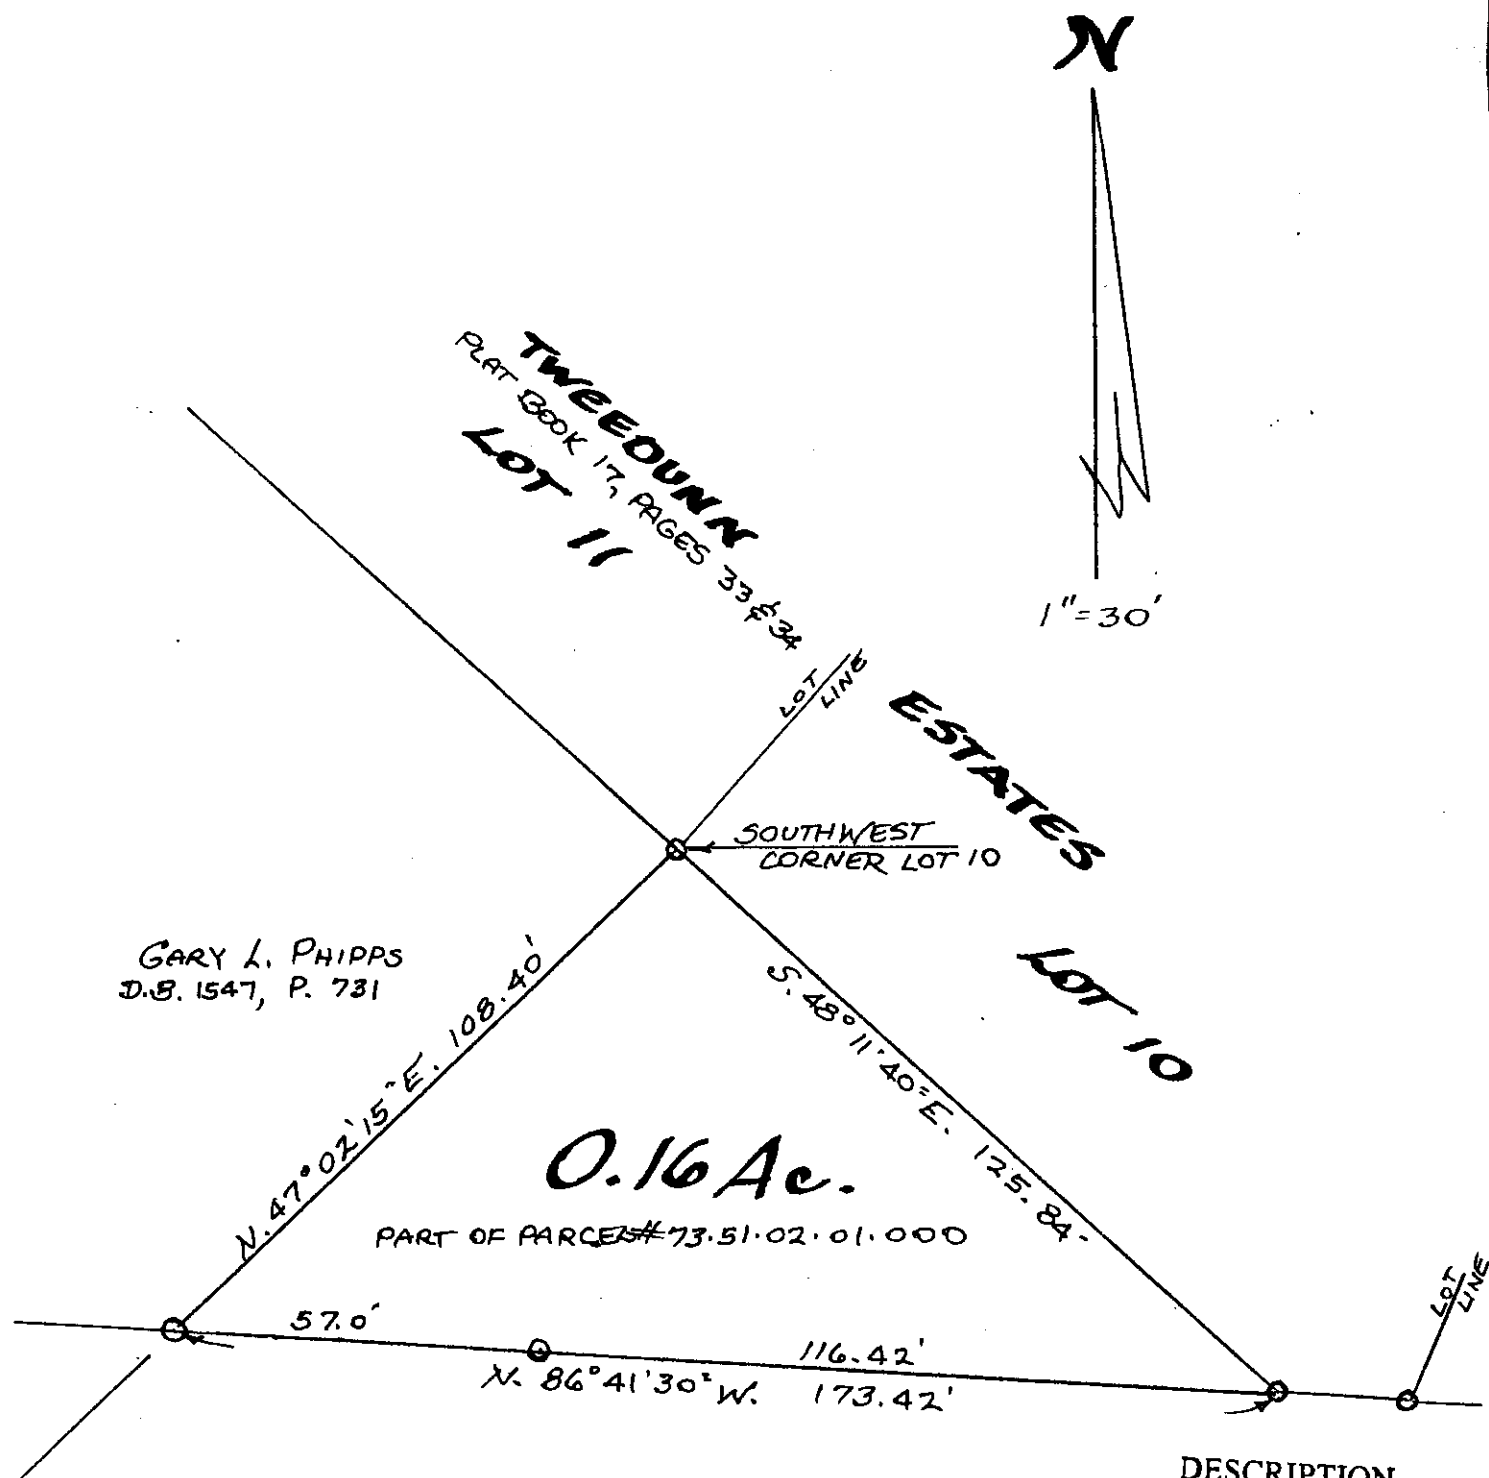 N
1"=30'
TWEEDUNN
PLAT BOOK 17, PAGES 33 & 34
LOT 11
LOT LINE
ESTATES
SOUTHWEST
CORNER LOT 10
LOT 10
GARY L. PHIPPS
D.B. 1547, P. 731
N. 47° 02' 15" E. 108.40'
S. 48° 11' 40" E. 125.84'
0.16 Ac.
PART OF PARCEL# 73.51.02.01.000
LOT LINE
57.0'
116.42'
N. 86° 41' 30" W. 173.42'
DESCRIPTION